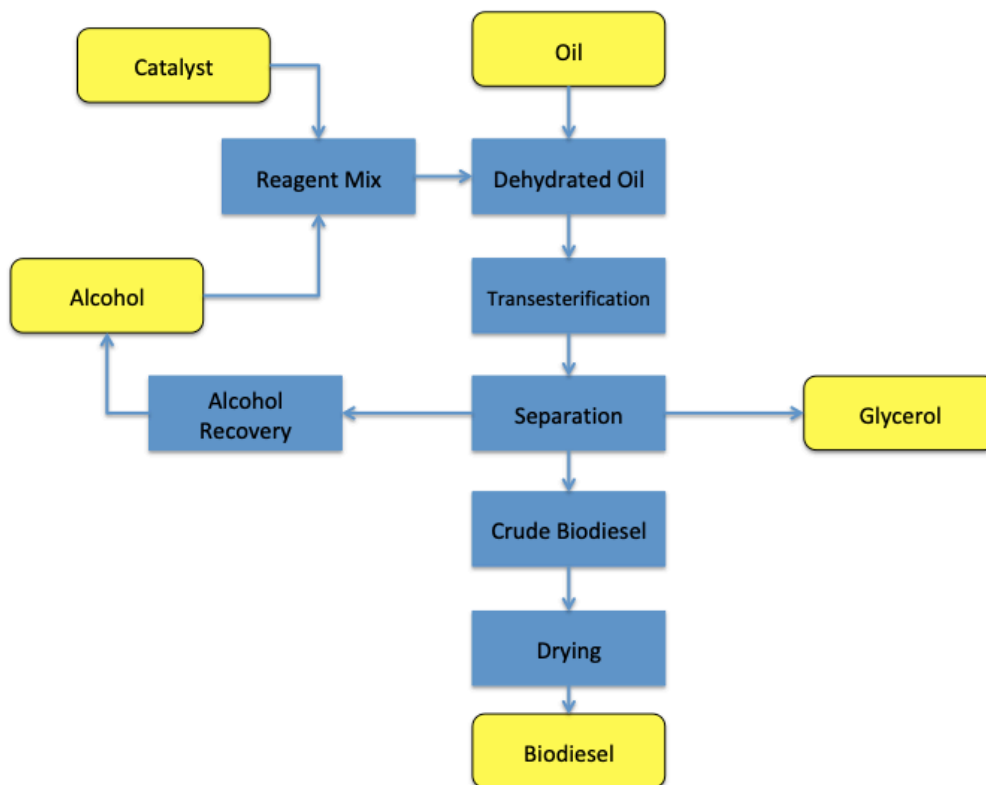 Catalyst
Oil
Reagent Mix
Dehydrated Oil
Alcohol
Transesterification
Alcohol
Recovery
Separation
Glycerol
Crude Biodiesel
Drying
Biodiesel